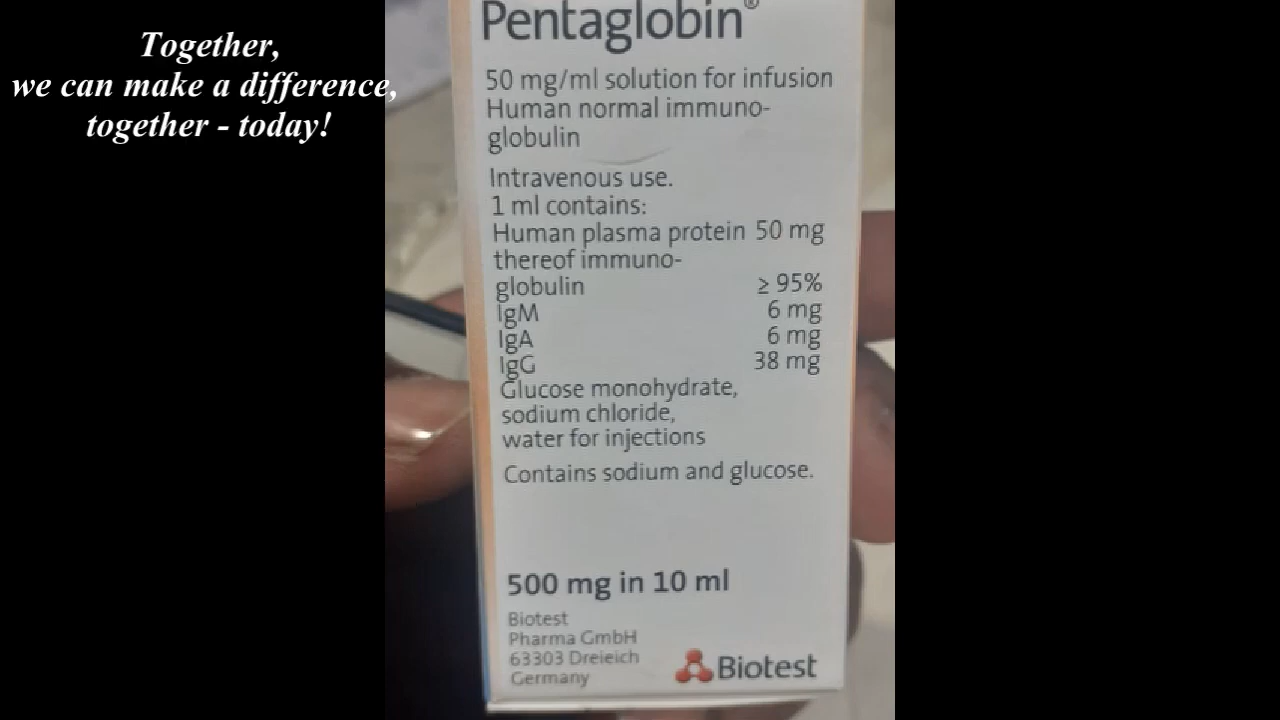 Together,
we can make a difference,
together - today!
Pentaglobin®
50 mg/ml solution for infusion
Human normal immuno-
globulin
Intravenous use.
1 ml contains:
Human plasma protein 50 mg
thereof immuno-
globulin ≥ 95%
IgM 6 mg
IgA 6 mg
IgG 38 mg
Glucose monohydrate,
sodium chloride,
water for injections
Contains sodium and glucose.
500 mg in 10 ml
Biotest
Pharma GmbH
63303 Dreieich
Germany
Biotest